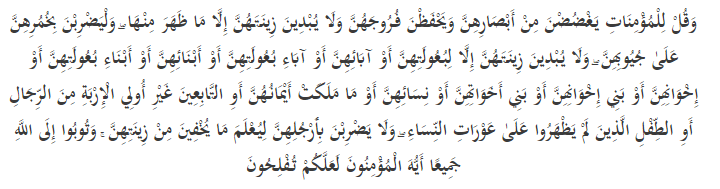 وَقُلْ لِلْمُؤْمِنَاتِ يَغْضُضْنَ مِنْ أَبْصَارِهِنَّ وَيَحْفَظْنَ فُرُوجَهُنَّ وَلَا يُبْدِينَ زِينَتَهُنَّ إِلَّا مَا ظَهَرَ مِنْهَا ۖ وَلْيَضْرِبْنَ بِخُمُرِهِنَّ
عَلَىٰ جُيُوبِهِنَّ ۖ وَلَا يُبْدِينَ زِينَتَهُنَّ إِلَّا لِبُعُولَتِهِنَّ أَوْ آبَائِهِنَّ أَوْ آبَاءِ بُعُولَتِهِنَّ أَوْ أَبْنَائِهِنَّ أَوْ أَبْنَاءِ بُعُولَتِهِنَّ أَوْ
إِخْوَانِهِنَّ أَوْ بَنِي إِخْوَانِهِنَّ أَوْ بَنِي أَخَوَاتِهِنَّ أَوْ نِسَائِهِنَّ أَوْ مَا مَلَكَتْ أَيْمَانُهُنَّ أَوِ التَّابِعِينَ غَيْرِ أُولِي الْإِرْبَةِ مِنَ الرِّجَالِ
أَوِ الطِّفْلِ الَّذِينَ لَمْ يَظْهَرُوا عَلَىٰ عَوْرَاتِ النِّسَاءِ ۖ وَلَا يَضْرِبْنَ بِأَرْجُلِهِنَّ لِيُعْلَمَ مَا يُخْفِينَ مِنْ زِينَتِهِنَّ ۚ وَتُوبُوا إِلَى اللَّهِ
جَمِيعًا أَيُّهَ الْمُؤْمِنُونَ لَعَلَّكُمْ تُفْلِحُونَ